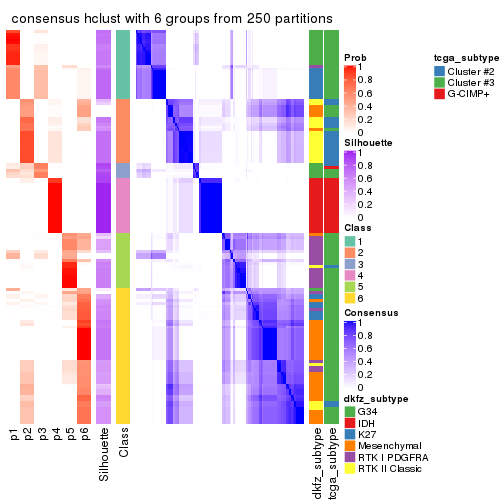 consensus hclust with 6 groups from 250 partitions
Prob
1
0.8
0.6
0.4
0.2
0
Silhouette
1
0.8
0.6
0.4
0.2
0
Class
1
2
3
4
5
6
Consensus
1
0.8
0.6
0.4
0.2
0
dkfz_subtype
G34
IDH
K27
Mesenchymal
RTK I PDGFRA
RTK II Classic
tcga_subtype
Cluster #2
Cluster #3
G-CIMP+
p1
p2
p3
p4
p5
p6
Silhouette
Class
dkfz_subtype
tcga_subtype